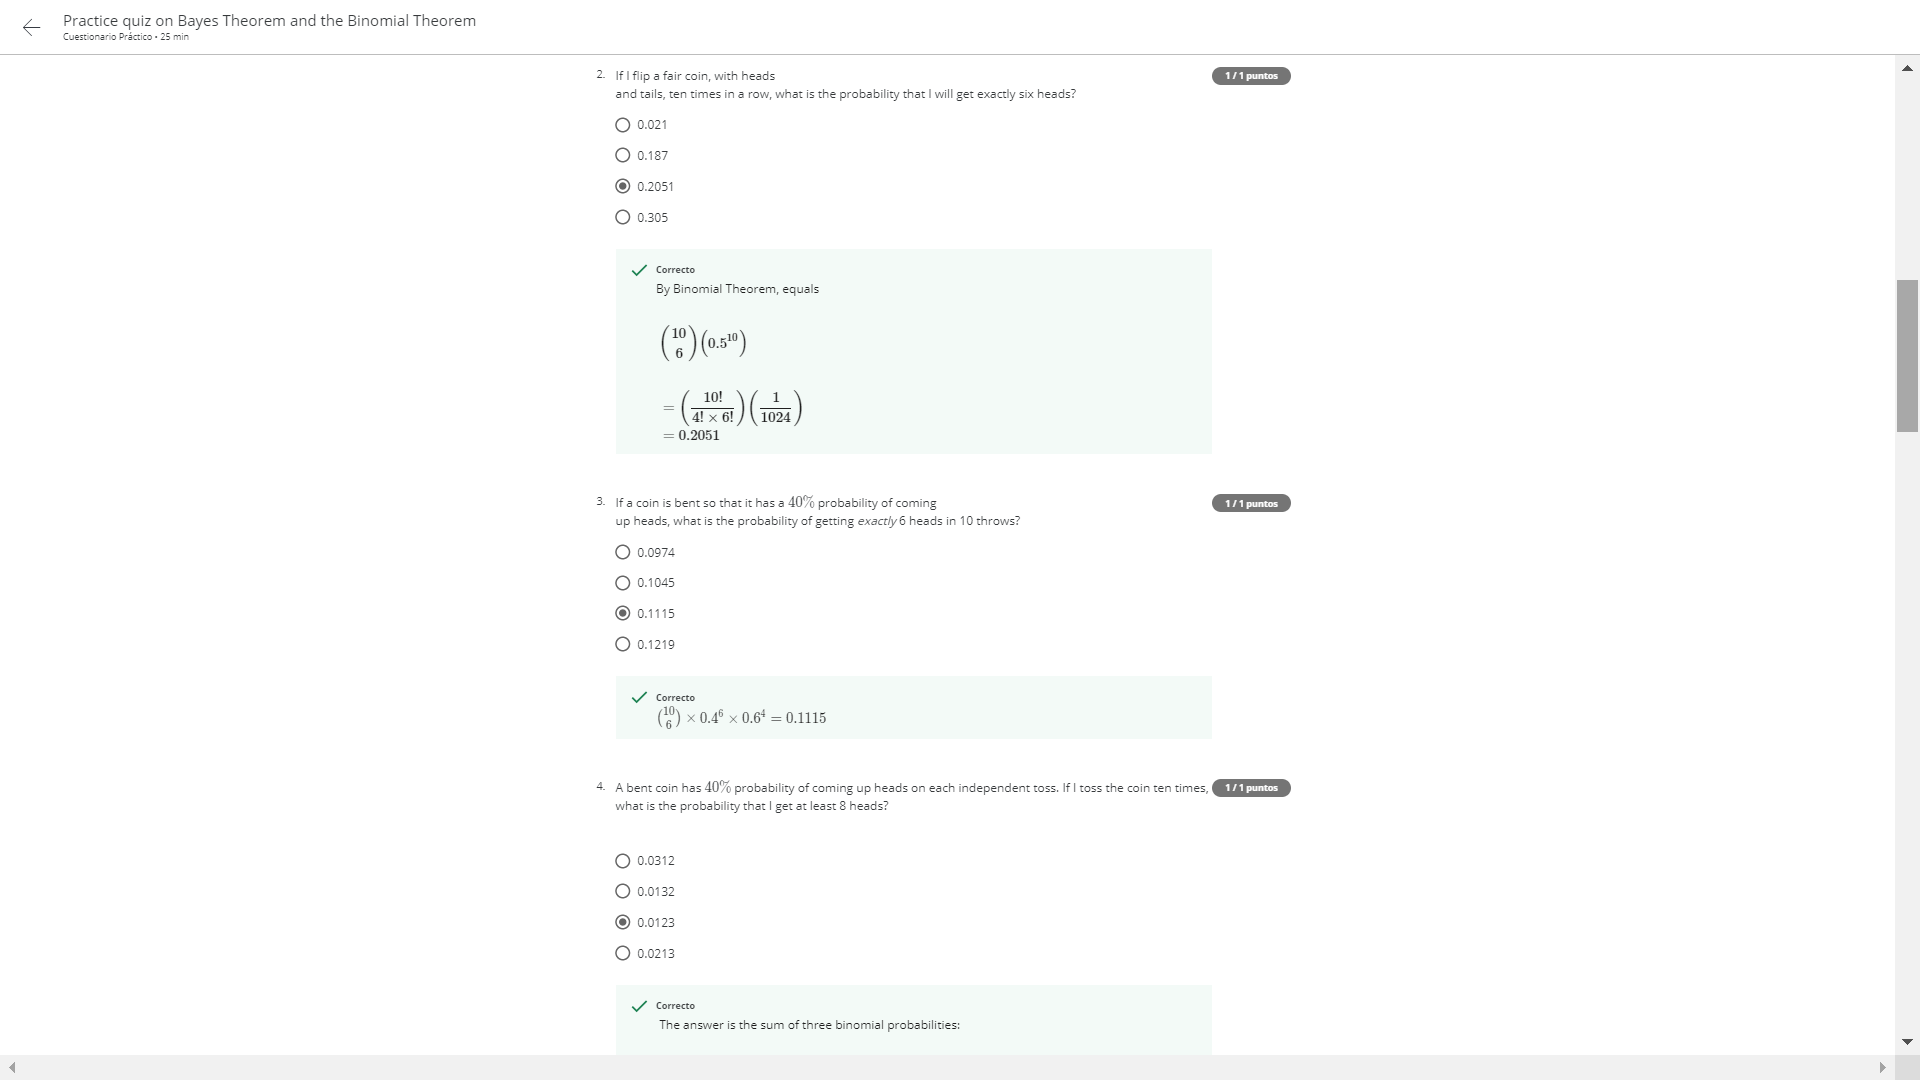 Practice quiz on Bayes Theorem and the Binomial Theorem
Cuestionario Práctico • 25 min
2. If I flip a fair coin, with heads
and tails, ten times in a row, what is the probability that I will get exactly six heads?
1 / 1 puntos
0.021
0.187
0.2051
0.305
Correcto
By Binomial Theorem, equals
(10 6)(0.5^10)
= (10! / 4! × 6!)(1 / 1024)
= 0.2051
3. If a coin is bent so that it has a 40% probability of coming
up heads, what is the probability of getting exactly 6 heads in 10 throws?
1 / 1 puntos
0.0974
0.1045
0.1115
0.1219
Correcto
(10 6) × 0.4^6 × 0.6^4 = 0.1115
4. A bent coin has 40% probability of coming up heads on each independent toss. If I toss the coin ten times,
what is the probability that I get at least 8 heads?
1 / 1 puntos
0.0312
0.0132
0.0123
0.0213
Correcto
The answer is the sum of three binomial probabilities: